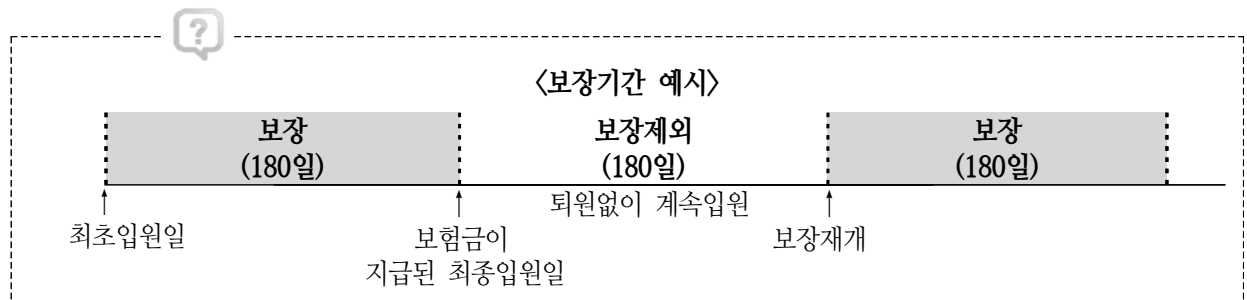 ?
〈보장기간 예시〉
보장 보장제외 보장
(180일) (180일) (180일)
퇴원없이 계속입원
최초입원일 보험금이 보장재개
지급된 최종입원일